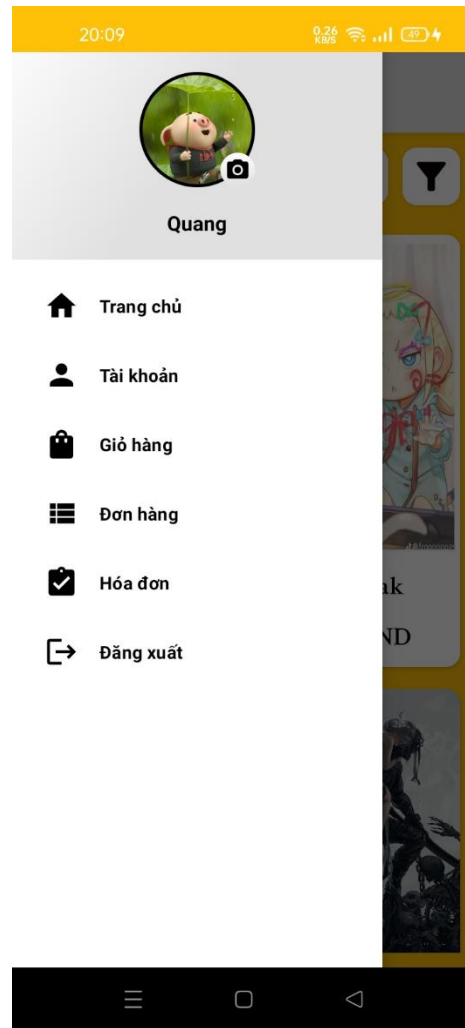 20:09
0.26
KB/S
49
Quang
Trang chủ
Tài khoản
Giỏ hàng
Đơn hàng
Hóa đơn
Đăng xuất
ak
ND